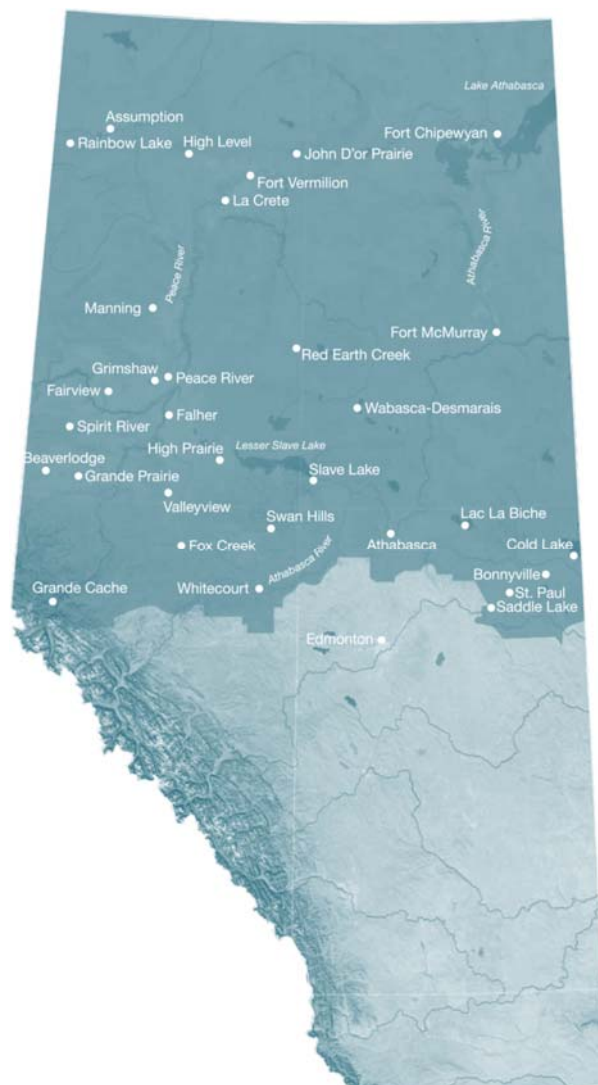 Lake Athabasca
Assumption
Fort Chipewyan
Rainbow Lake
High Level
John D'or Prairie
Fort Vermilion
La Crete
Peace River
Athabasca River
Manning
Fort McMurray
Red Earth Creek
Grimshaw
Peace River
Fairview
Wabasca-Desmarais
Falher
Spirit River
High Prairie
Lesser Slave Lake
Beaverlodge
Grande Prairie
Slave Lake
Valleyview
Swan Hills
Lac La Biche
Athabasca
Fox Creek
Cold Lake
Athabasca River
Bonnyville
Grande Cache
Whitecourt
St. Paul
Saddle Lake
Edmonton